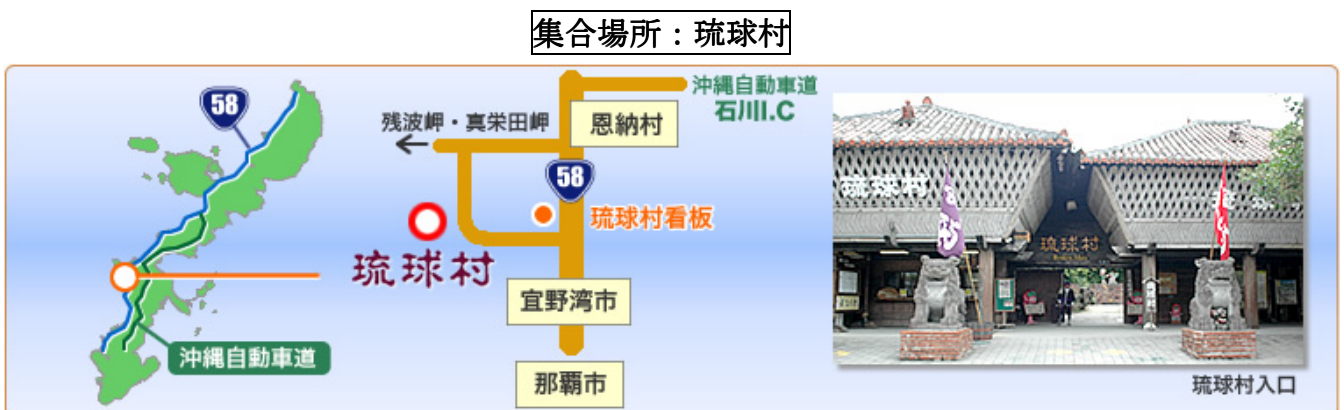 集合場所：琉球村
58
沖縄自動車道
残波岬・真栄田岬
恩納村
沖縄自動車道
石川I.C
58
琉球村看板
琉球村
宜野湾市
那覇市
琉球村
琉球村
琉球村入口